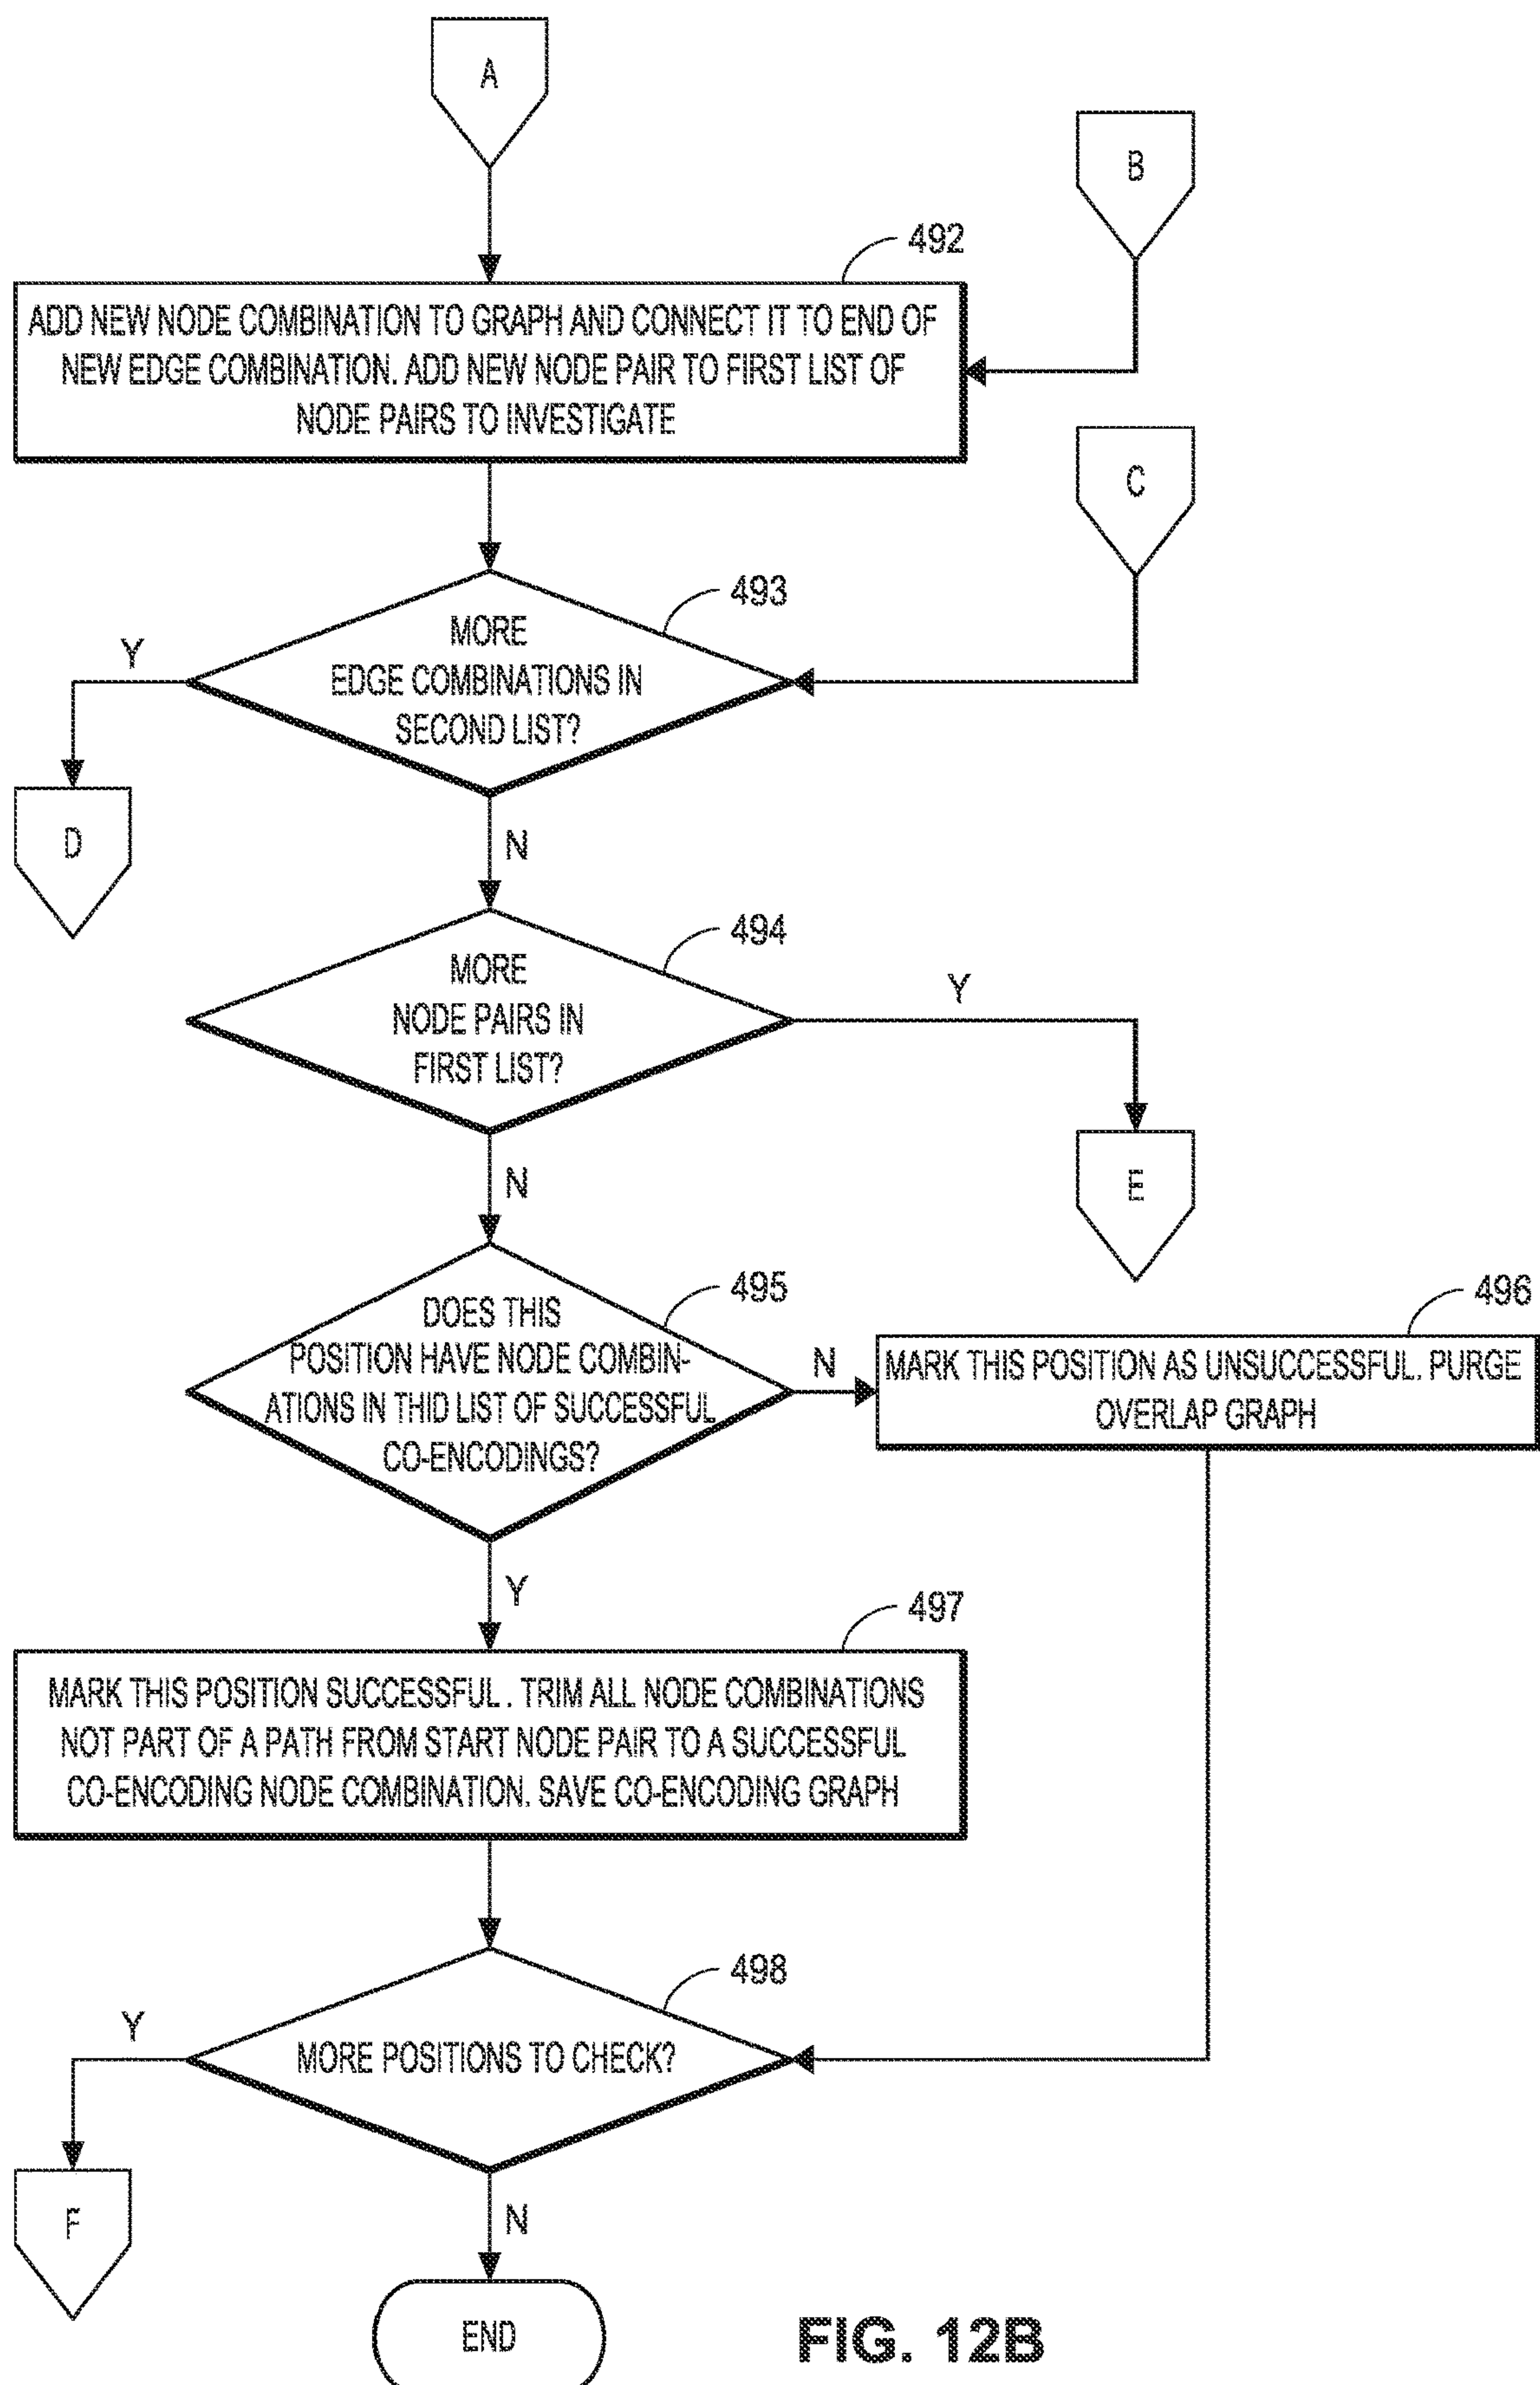 A
B
492
ADD NEW NODE COMBINATION TO GRAPH AND CONNECT IT TO END OF
NEW EDGE COMBINATION. ADD NEW NODE PAIR TO FIRST LIST OF
NODE PAIRS TO INVESTIGATE
C
493
MORE
EDGE COMBINATIONS IN
SECOND LIST?
Y
D
N
494
MORE
NODE PAIRS IN
FIRST LIST?
Y
E
N
495
DOES THIS
POSITION HAVE NODE COMBIN-
ATIONS IN THID LIST OF SUCCESSFUL
CO-ENCODINGS?
N
496
MARK THIS POSITION AS UNSUCCESSFUL. PURGE
OVERLAP GRAPH
Y
497
MARK THIS POSITION SUCCESSFUL . TRIM ALL NODE COMBINATIONS
NOT PART OF A PATH FROM START NODE PAIR TO A SUCCESSFUL
CO-ENCODING NODE COMBINATION. SAVE CO-ENCODING GRAPH
498
MORE POSITIONS TO CHECK?
Y
F
N
END
FIG. 12B